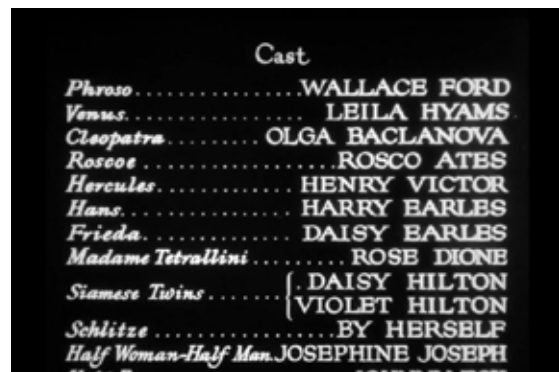 Cast
Phroso................WALLACE FORD
Venus................. LEILA HYAMS
Cleopatra.......... OLGA BACLANOVA
Roscoe ....................ROSCO ATES
Hercules............. HENRY VICTOR
Hans................. HARRY EARLES
Frieda............... DAISY EARLES
Madame Tetrallini ......... ROSE DIONE
Siamese Twins ....... DAISY HILTON
VIOLET HILTON
Schlitze .................BY HERSELF
Half Woman-Half Man. JOSEPHINE JOSEPH